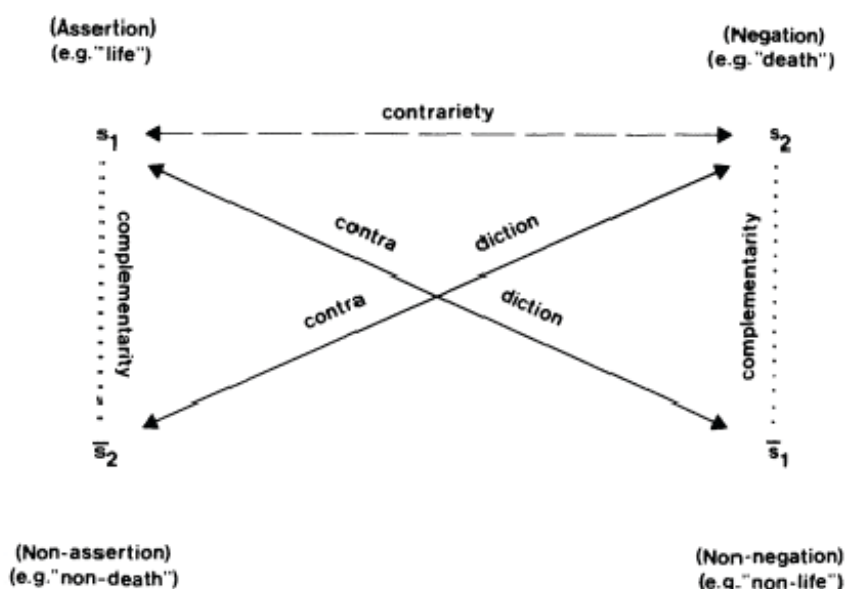 (Assertion)
(e.g."life")
(Negation)
(e.g."death")
contrariety
s1
s2
contra
diction
complementarity
complementarity
contra
diction
s̅2
s̅1
(Non-assertion)
(e.g."non-death")
(Non-negation)
(e.g."non-life")